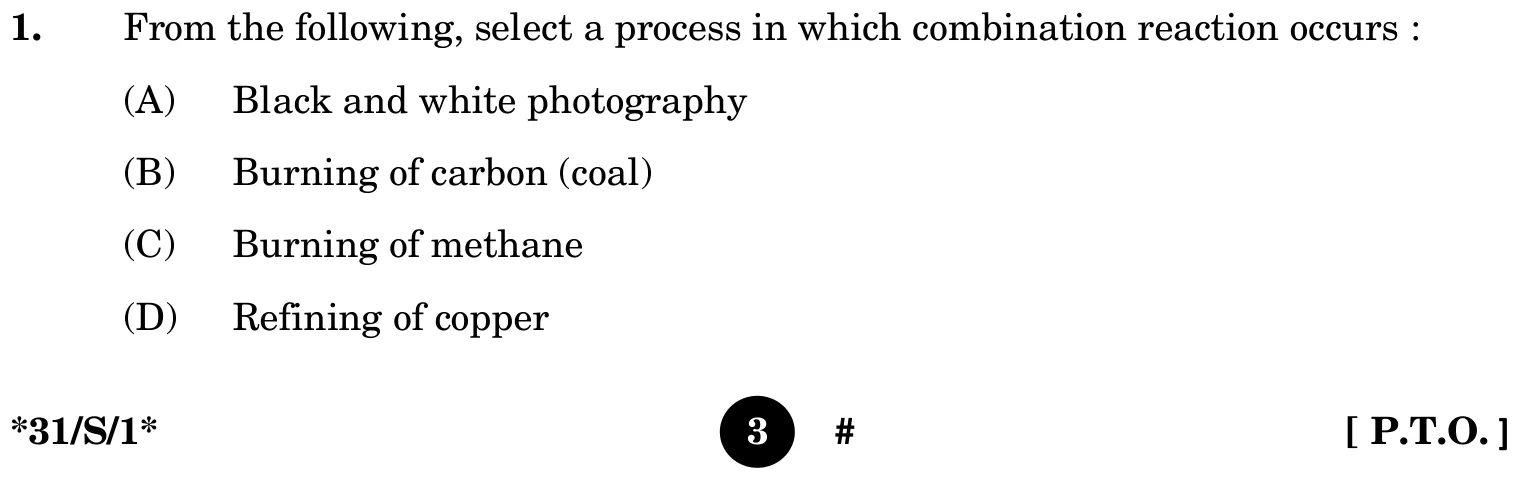 1. From the following, select a process in which combination reaction occurs :
(A) Black and white photography
(B) Burning of carbon (coal)
(C) Burning of methane
(D) Refining of copper
*31/S/1* 3 # [ P.T.O. ]